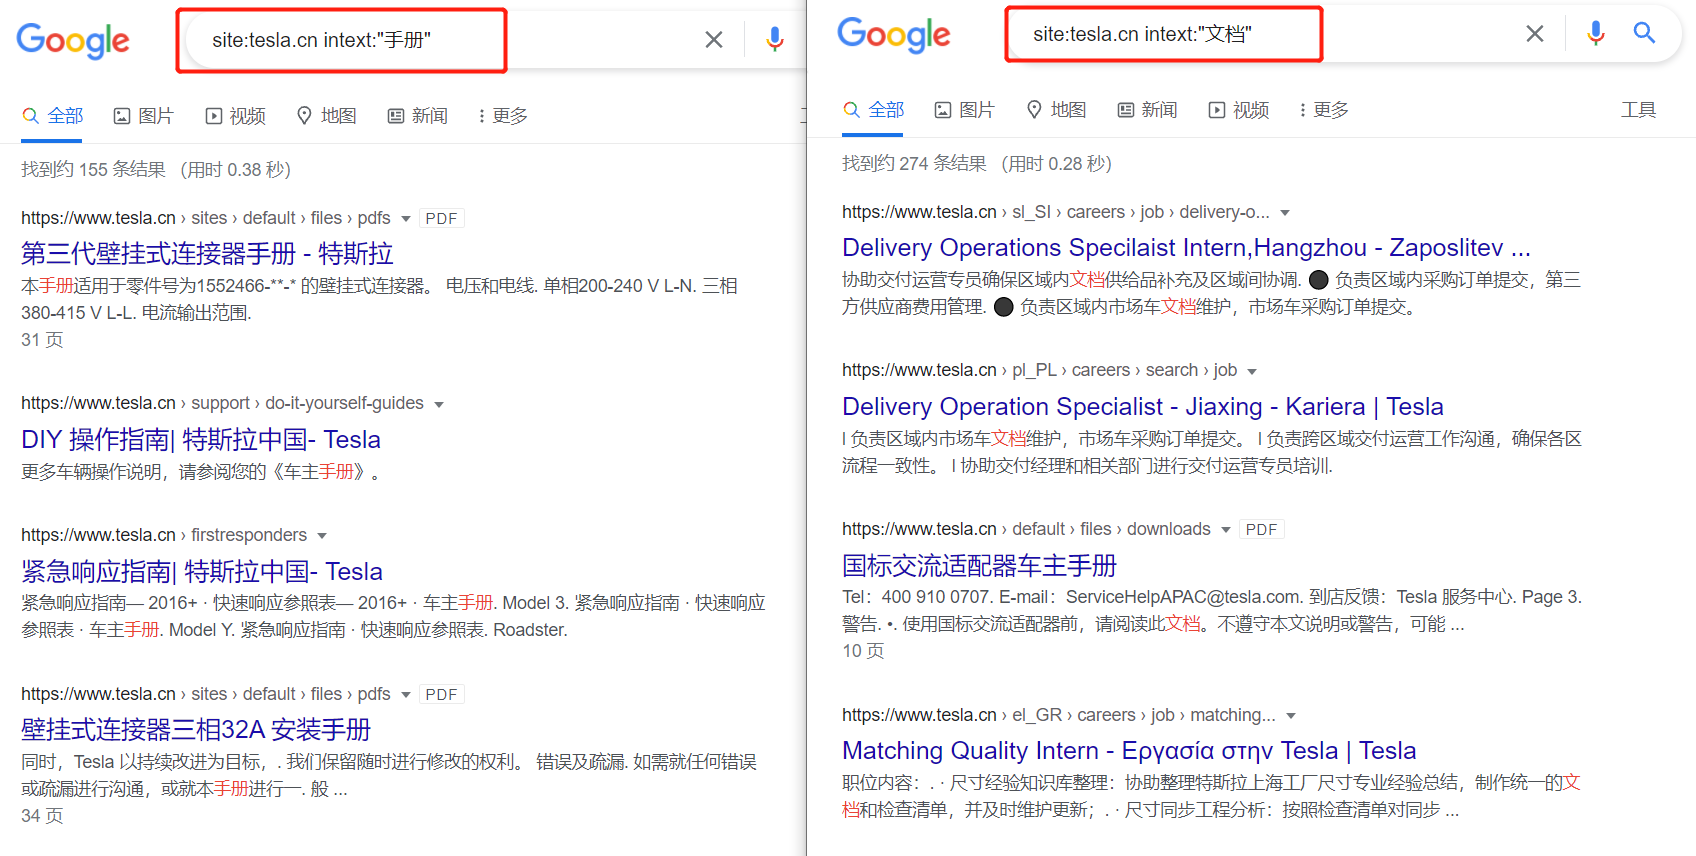 Google
site:tesla.cn intext:"手册"
全部 图片 视频 地图 新闻 更多
找到约 155 条结果 （用时 0.38 秒）
https://www.tesla.cn › sites › default › files › pdfs PDF
第三代壁挂式连接器手册 - 特斯拉
本手册适用于零件号为1552466-**-* 的壁挂式连接器。 电压和电线. 单相200-240 V L-N. 三相
380-415 V L-L. 电流输出范围.
31 页
https://www.tesla.cn › support › do-it-yourself-guides
DIY 操作指南| 特斯拉中国- Tesla
更多车辆操作说明，请参阅您的《车主手册》。
https://www.tesla.cn › firstresponders
紧急响应指南| 特斯拉中国- Tesla
紧急响应指南— 2016+ · 快速响应参照表— 2016+ · 车主手册. Model 3. 紧急响应指南 · 快速响应
参照表 · 车主手册. Model Y. 紧急响应指南 · 快速响应参照表. Roadster.
https://www.tesla.cn › sites › default › files › pdfs PDF
壁挂式连接器三相32A 安装手册
同时，Tesla 以持续改进为目标，. 我们保留随时进行修改的权利。 错误及疏漏. 如需就任何错误
或疏漏进行沟通，或就本手册进行一. 般 ...
34 页
Google
site:tesla.cn intext:"文档"
全部 图片 地图 新闻 视频 更多 工具
找到约 274 条结果 （用时 0.28 秒）
https://www.tesla.cn › sl_SI › careers › job › delivery-o...
Delivery Operations Specilaist Intern,Hangzhou - Zaposlitev ...
协助交付运营专员确保区域内文档供给品补充及区域间协调. ● 负责区域内采购订单提交，第三
方供应商费用管理. ● 负责区域内市场车文档维护，市场车采购订单提交。
https://www.tesla.cn › pl_PL › careers › search › job
Delivery Operation Specialist - Jiaxing - Kariera | Tesla
l 负责区域内市场车文档维护，市场车采购订单提交。 l 负责跨区域交付运营工作沟通，确保各区
流程一致性。 l 协助交付经理和相关部门进行交付运营专员培训.
https://www.tesla.cn › default › files › downloads PDF
国标交流适配器车主手册
Tel：400 910 0707. E-mail：ServiceHelpAPAC@tesla.com. 到店反馈：Tesla 服务中心. Page 3.
警告. •. 使用国标交流适配器前，请阅读此文档。不遵守本文说明或警告，可能 ...
10 页
https://www.tesla.cn › el_GR › careers › job › matching...
Matching Quality Intern - Εργασία στην Tesla | Tesla
职位内容：. · 尺寸经验知识库整理：协助整理特斯拉上海工厂尺寸专业经验总结，制作统一的文
档和检查清单，并及时维护更新；. · 尺寸同步工程分析：按照检查清单对同步 ...